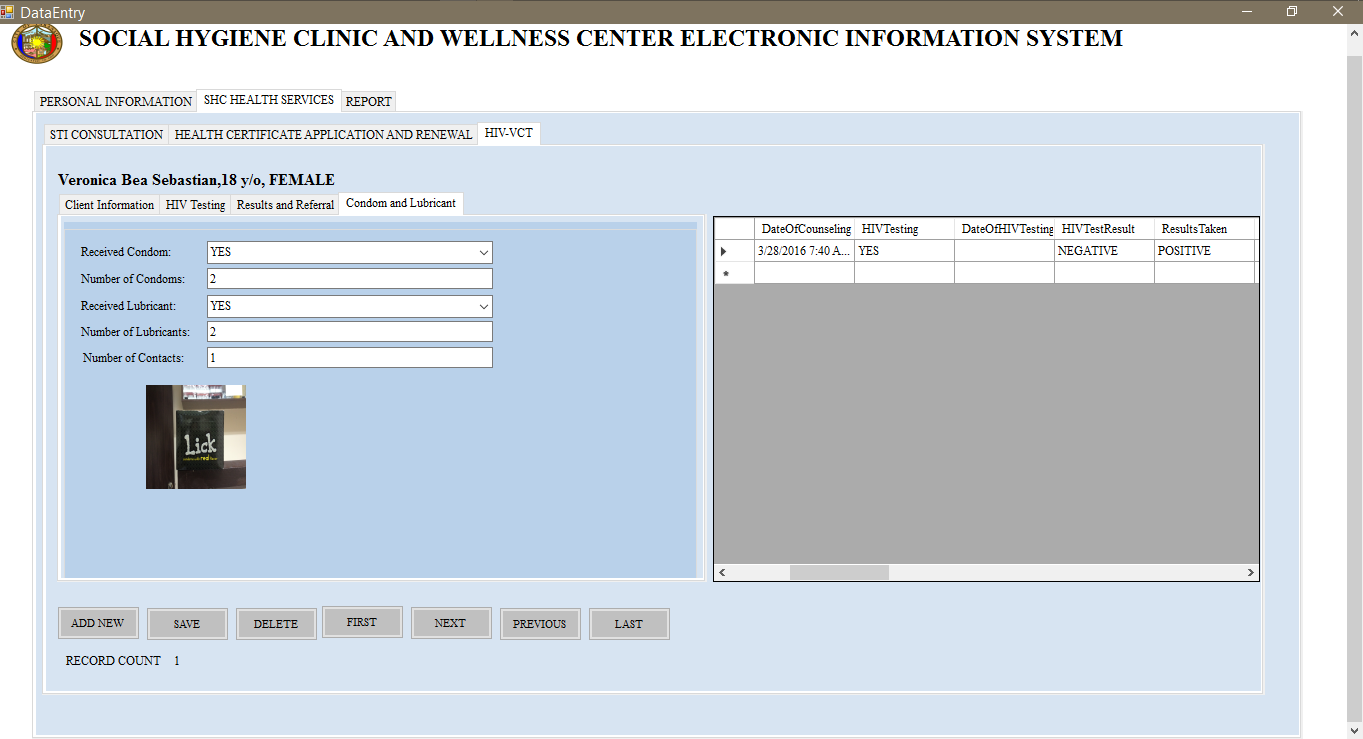 DataEntry
SOCIAL HYGIENE CLINIC AND WELLNESS CENTER ELECTRONIC INFORMATION SYSTEM
PERSONAL INFORMATION SHC HEALTH SERVICES REPORT
STI CONSULTATION HEALTH CERTIFICATE APPLICATION AND RENEWAL HIV-VCT
Veronica Bea Sebastian,18 y/o, FEMALE
Client Information HIV Testing Results and Referral Condom and Lubricant
Received Condom: YES
Number of Condoms: 2
Received Lubricant: YES
Number of Lubricants: 2
Number of Contacts: 1
Lick
real
DateOfCounseling HIVTesting DateOfHIVTesting HIVTestResult ResultsTaken
3/28/2016 7:40 A... YES NEGATIVE POSITIVE
ADD NEW SAVE DELETE FIRST NEXT PREVIOUS LAST
RECORD COUNT 1